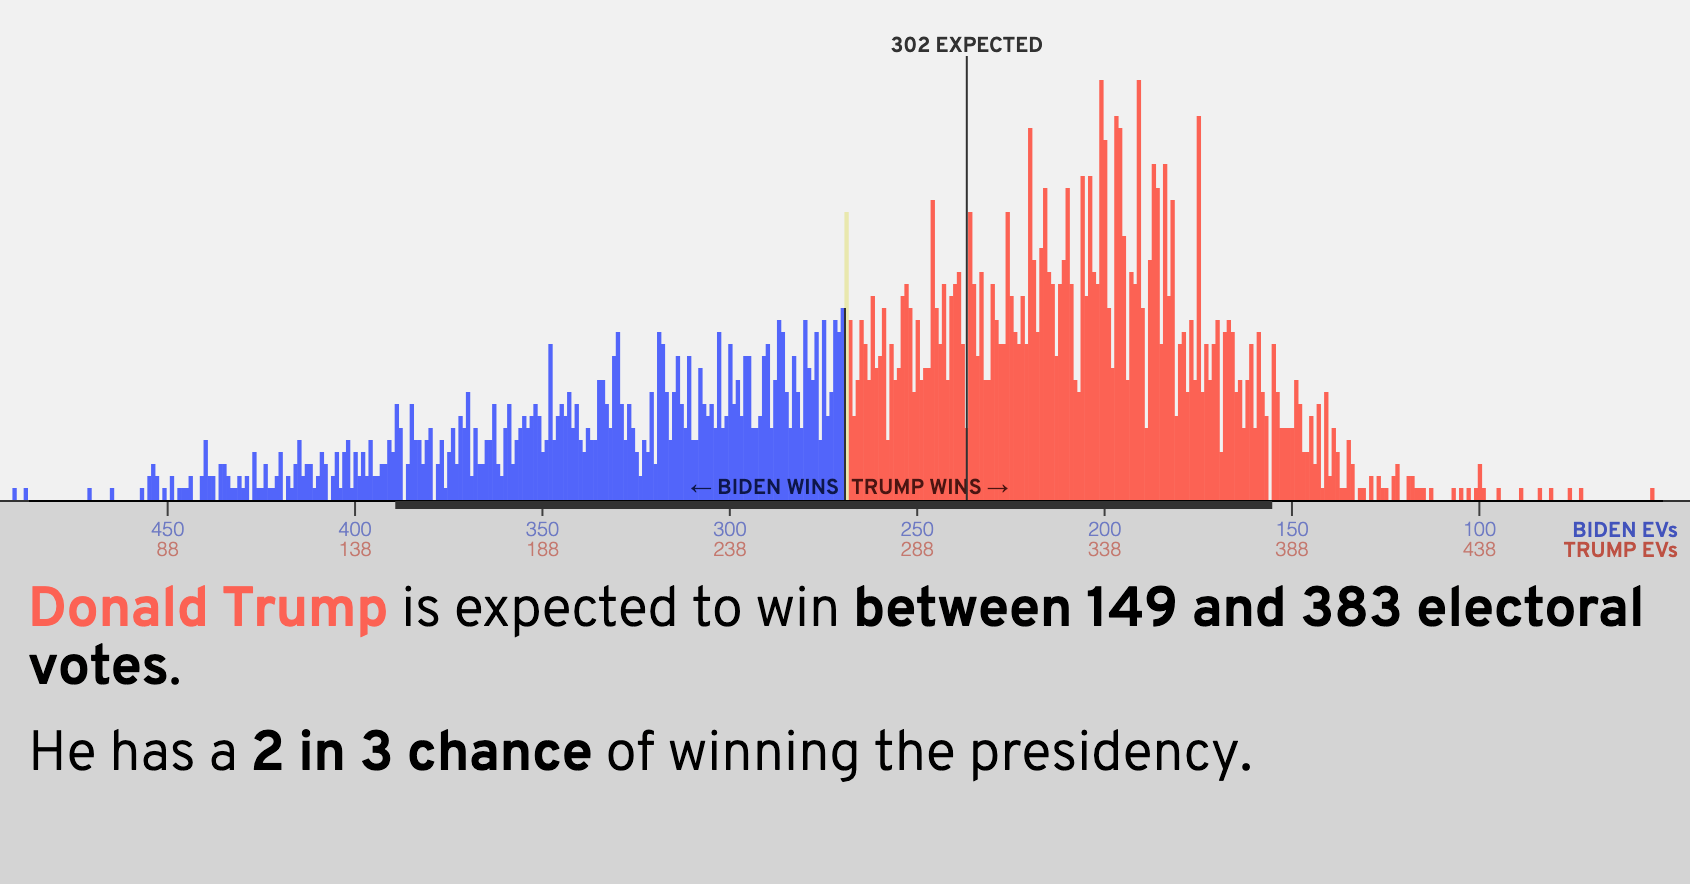 302 EXPECTED
← BIDEN WINS TRUMP WINS →
450 400 350 300 250 200 150 100 BIDEN EVs
88 138 188 238 288 338 388 438 TRUMP EVs
Donald Trump is expected to win between 149 and 383 electoral
votes.
He has a 2 in 3 chance of winning the presidency.